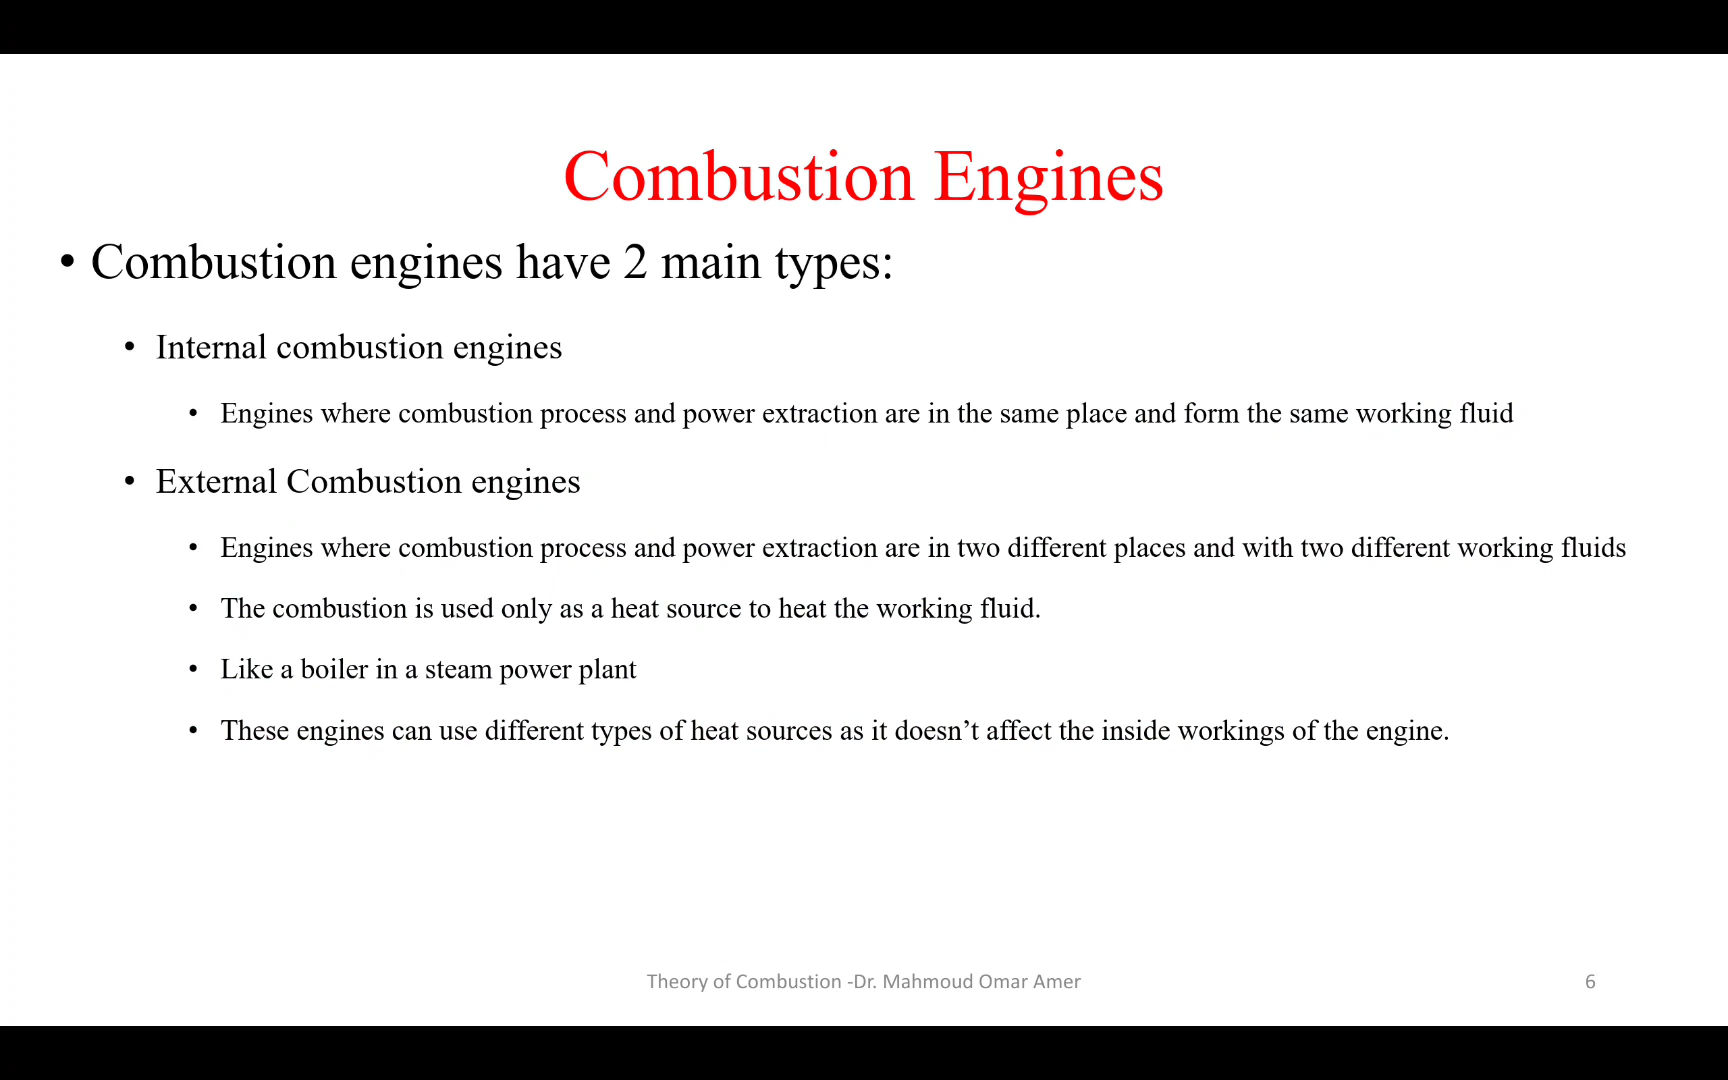 Combustion Engines
• Combustion engines have 2 main types:
• Internal combustion engines
• Engines where combustion process and power extraction are in the same place and form the same working fluid
• External Combustion engines
• Engines where combustion process and power extraction are in two different places and with two different working fluids
• The combustion is used only as a heat source to heat the working fluid.
• Like a boiler in a steam power plant
• These engines can use different types of heat sources as it doesn’t affect the inside workings of the engine.
Theory of Combustion -Dr. Mahmoud Omar Amer
6